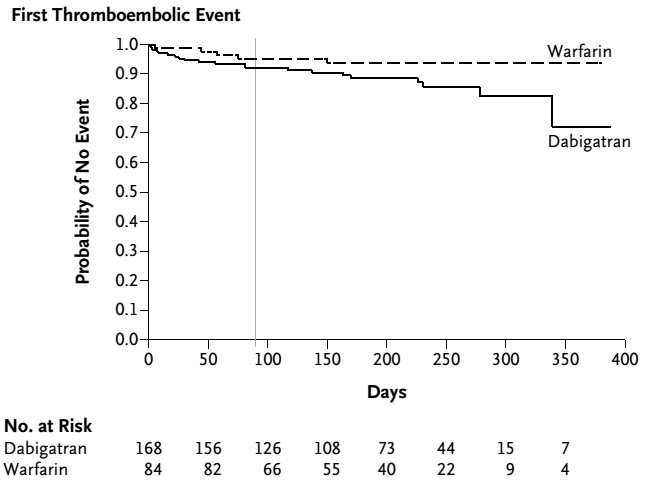 First Thromboembolic Event
1.0
0.9
0.8
0.7
0.6
0.5
0.4
0.3
0.2
0.1
0.0
Probability of No Event
Warfarin
Dabigatran
0 50 100 150 200 250 300 350 400
Days
No. at Risk
Dabigatran 168 156 126 108 73 44 15 7
Warfarin 84 82 66 55 40 22 9 4